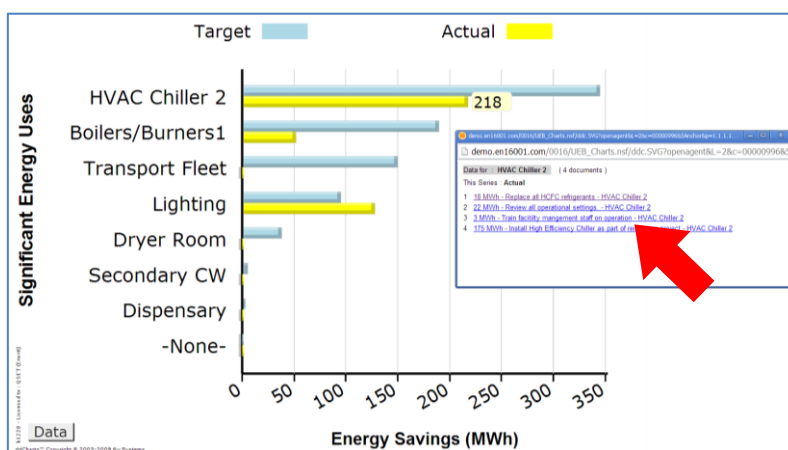 Target Actual
Significant Energy Uses
HVAC Chiller 2
218
Boilers/Burners1
Transport Fleet
Lighting
Dryer Room
Secondary CW
Dispensary
-None-
0 50 100 150 200 250 300 350
Energy Savings (MWh)
Data
demo.en16001.com/0016/UEB_Charts.nsf/ddc.SVG?openagent&L=2&c=00000996&
Data for : HVAC Chiller 2 ( 4 documents )
This Series : Actual
1 18 MWh - Replace all HCFC refrigerants - HVAC Chiller 2
2 22 MWh - Review all operational settings. - HVAC Chiller 2
3 3 MWh - Train facility mangement staff on operation - HVAC Chiller 2
4 175 MWh - Install High Efficiency Chiller as part of - HVAC Chiller 2